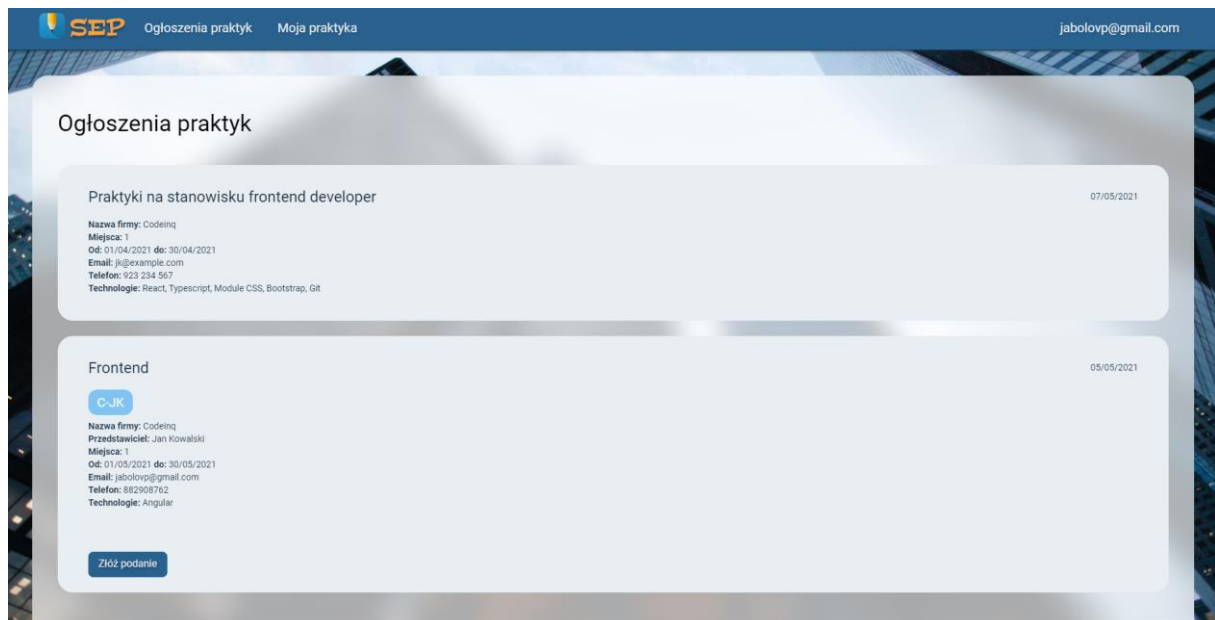 SEP Ogłoszenia praktyk Moja praktyka jabolovp@gmail.com
Ogłoszenia praktyk
Praktyki na stanowisku frontend developer 07/05/2021
Nazwa firmy: Codeinq
Miejsca: 1
Od: 01/04/2021 do: 30/04/2021
Email: jk@example.com
Telefon: 923 234 567
Technologie: React, Typescript, Module CSS, Bootstrap, Git
Frontend 05/05/2021
C-JK
Nazwa firmy: Codeinq
Przedstawiciel: Jan Kowalski
Miejsca: 1
Od: 01/05/2021 do: 30/05/2021
Email: jabolovp@gmail.com
Telefon: 882908762
Technologie: Angular
Złóż podanie